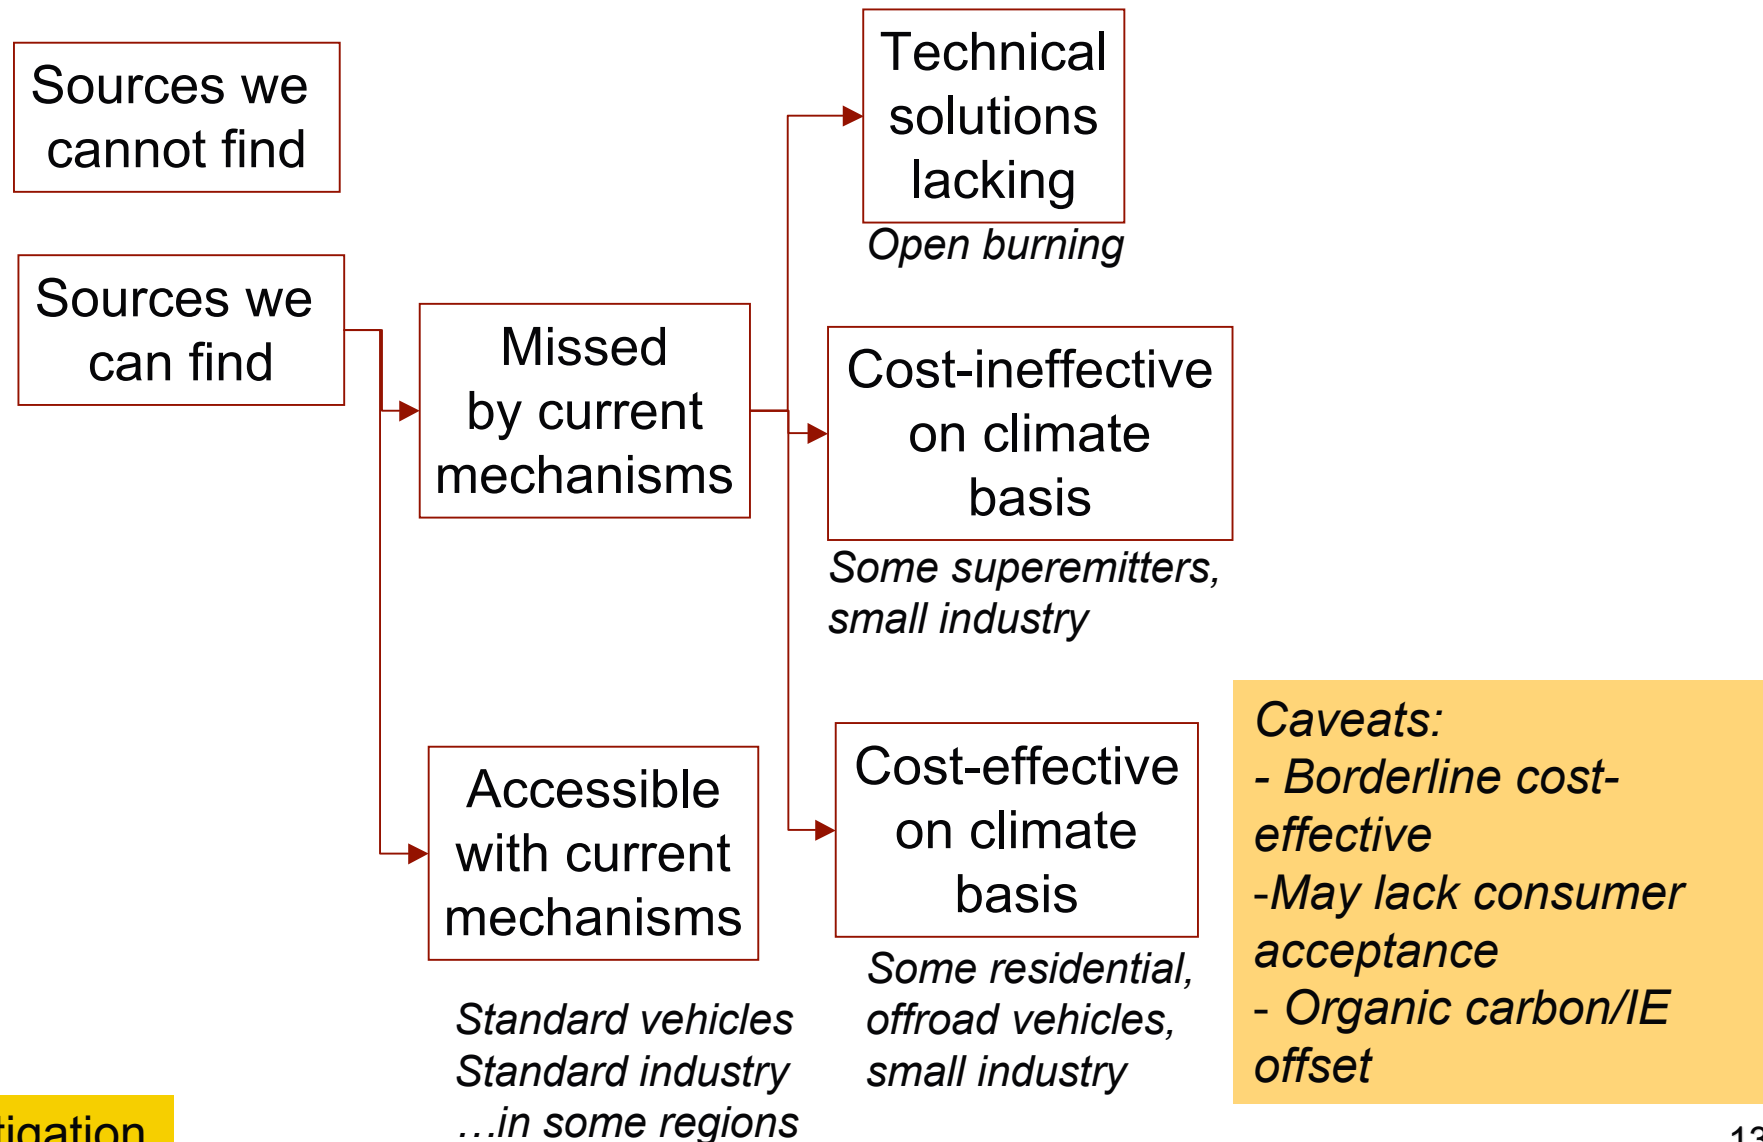 Sources we
cannot find
Sources we
can find
Missed
by current
mechanisms
Accessible
with current
mechanisms
Standard vehicles
Standard industry
…in some regions
Technical
solutions
lacking
Open burning
Cost-ineffective
on climate
basis
Some superemitters,
small industry
Cost-effective
on climate
basis
Some residential,
offroad vehicles,
small industry
Caveats:
- Borderline cost-
effective
-May lack consumer
acceptance
- Organic carbon/IE
offset